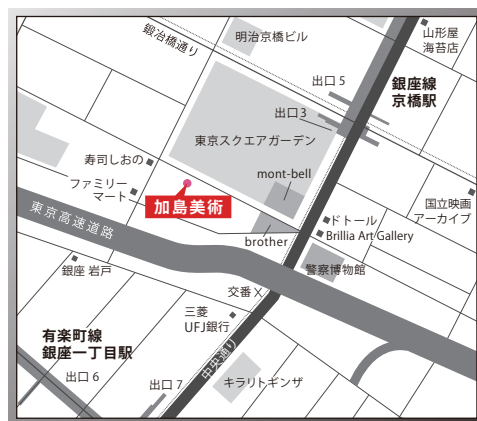 鍛冶橋通り
明治京橋ビル
山形屋
海苔店
出口 5
銀座線
京橋駅
出口3
東京スクエアガーデン
寿司しおの
mont-bell
ファミリー
マート
加島美術
国立映画
アーカイブ
東京高速道路
ドトール
Brillia Art Gallery
brother
銀座 岩戸
警察博物館
交番
三菱
UFJ銀行
有楽町線
銀座一丁目駅
中央通り
出口 6
出口 7
キラリトギンザ